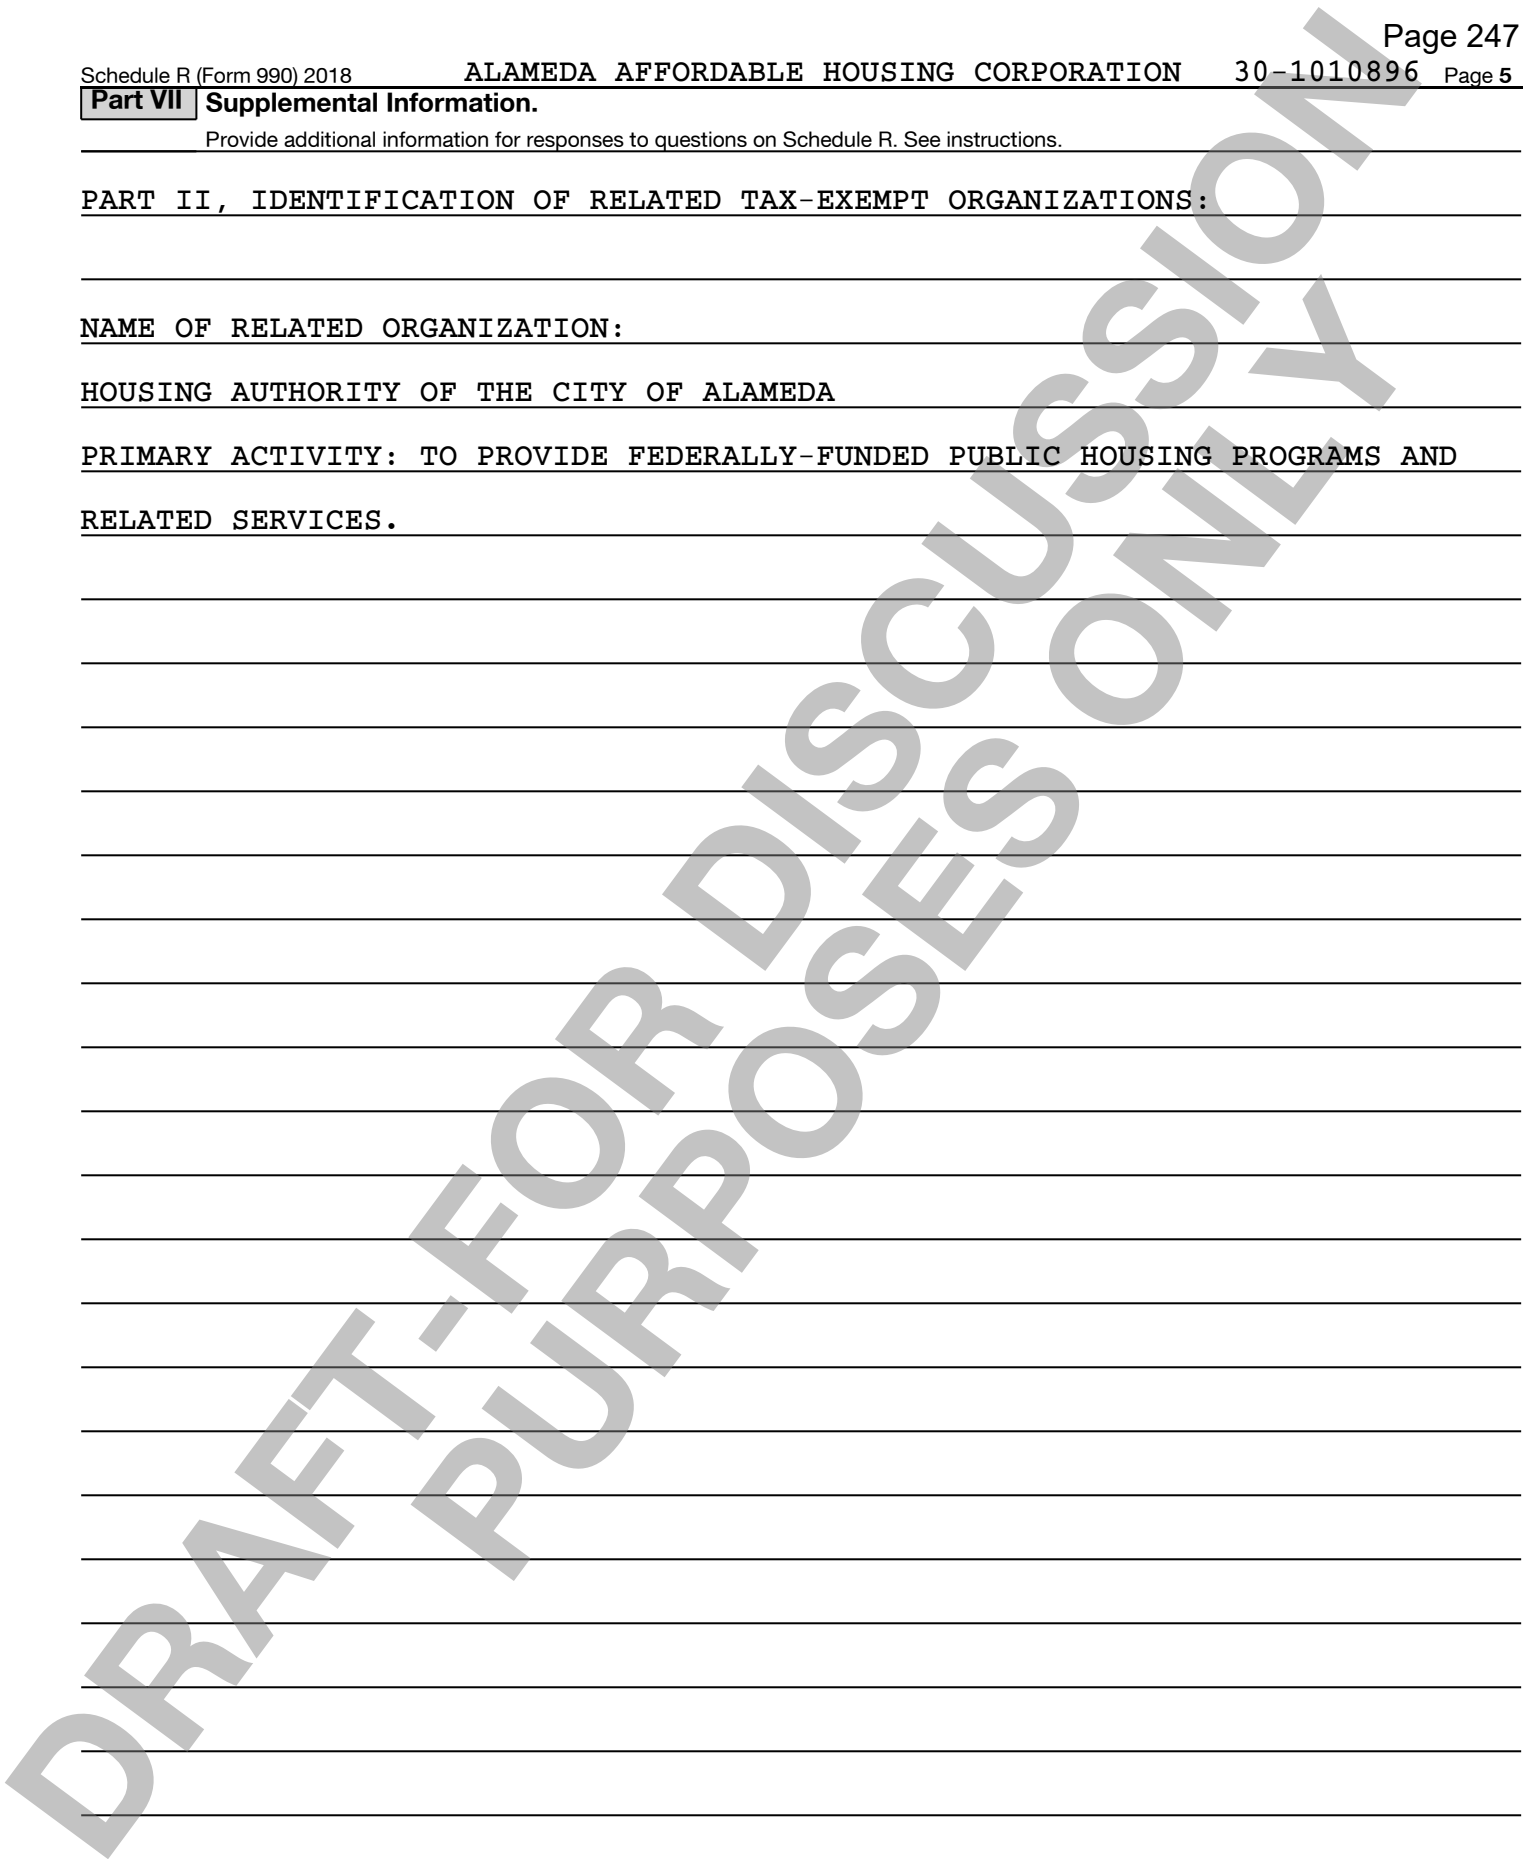 Page 247
Schedule R (Form 990) 2018 ALAMEDA AFFORDABLE HOUSING CORPORATION 30-1010896 Page 5
Part VII Supplemental Information.
Provide additional information for responses to questions on Schedule R. See instructions.
PART II, IDENTIFICATION OF RELATED TAX-EXEMPT ORGANIZATIONS:
NAME OF RELATED ORGANIZATION:
HOUSING AUTHORITY OF THE CITY OF ALAMEDA
PRIMARY ACTIVITY: TO PROVIDE FEDERALLY-FUNDED PUBLIC HOUSING PROGRAMS AND
RELATED SERVICES.
DRAFT-FOR DISCUSSION
PURPOSES ONLY